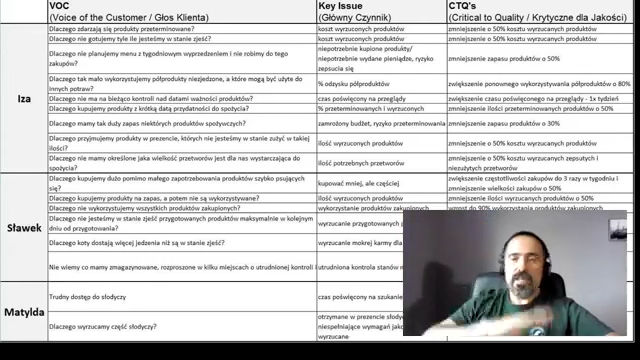 VOC
(Voice of the Customer / Głos Klienta)
Key Issue
(Główny Czynnik)
CTQ's
(Critical to Quality / Krytyczne dla Jakości)
Iza
Dlaczego zdarzają się produkty przeterminowane?
koszt wyrzuconych produktów
zmniejszenie o 50% kosztu wyrzucanych produktów
Dlaczego nie gotujemy tyle ile jesteśmy w stanie zjeść?
koszt wyrzuconych produktów
zmniejszenie o 50% kosztu wyrzucanych produktów
Dlaczego nie planujemy menu z tygodniowym wyprzedzeniem i nie robimy do tego
zakupów?
niepotrzebnie kupione produkty/
niepotrzebnie wydane pieniądze, ryzyko
zepsucia się
zmniejszenie zapasu produktów o 50%
Dlaczego tak mało wykorzystujemy półprodukty niezjedzone, a które mogą być użyte do
innych potraw?
% odzysku półproduktów
zwiększenie ponownego wykorzystywania półproduktów o 80%
Dlaczego nie ma na bieżąco kontroli nad datami ważności produktów?
czas poświęcony na przeglądy
zwiększenie czasu poświęconego na przeglądy - 1x tydzień
Dlaczego kupujemy produkty z krótką datą przydatności do spożycia?
% przeterminowanych i wyrzuconych
zmniejszenie ilości przeterminowanych produktów o 50%
Dlaczego mamy tak duży zapas niektórych produktów spożywczych?
zamrożony budżet, ryzyko przeterminowania
zmniejszenie zapasu produktów o 30%
Dlaczego przyjmujemy produkty w prezencie, których nie jesteśmy w stanie zużyć w takiej
ilości?
ilość wyrzuconych produktów
zmniejszenie o 50% kosztu wyrzucanych produktów
Dlaczego nie mamy określone jaka wielkość przetworów jest dla nas wystarczająca do
spożycia?
ilość potrzebnych przetworów
zmniejszenie o 50% kosztu wyrzucanych zepsutych i
niezużytych przetworów
Sławek
Dlaczego kupujemy dużo pomimo małego zapotrzebowania produktów szybko psujących
się?
kupować mniej, ale częściej
zwiększenie częstotliwości zakupów do 3 razy w tygodniu i
zmniejszenie wielkości zakupów o 50%
Dlaczego kupujemy produkty na zapas, a potem nie są wykorzystywane?
ilość wyrzuconych produktów
zmniejszenie ilości wyrzucanych produktów o 50%
Dlaczego nie wykorzystujemy wszystkich produktów zakupionych?
wykorzystanie produktów zakupionych
wzrost do 90% wykorzystania produktów zakupionych
Dlaczego nie jesteśmy w stanie zjeść przygotowanych produktów maksymalnie w kolejnym
dniu od przygotowania?
wyrzucanie przygotowanych
Dlaczego koty dostają więcej jedzenia niż są w stanie zjeść?
wyrzucanie mokrej karmy dla
Nie wiemy co mamy zmagazynowane, rozproszone w kilku miejscach o utrudnionej kontroli
utrudniona kontrola stanów
Matylda
Trudny dostęp do słodyczy
czas poświęcony na szukanie
Dlaczego wyrzucamy część słodyczy?
otrzymane w prezencie
niespełniające wymagań
wyrzucane